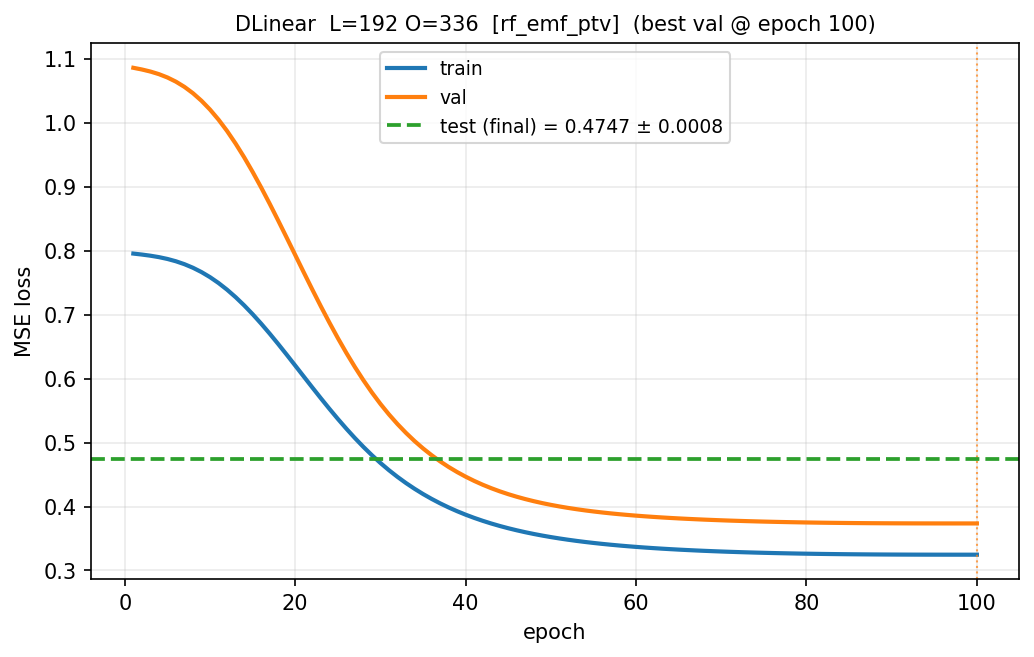 DLinear  L=192 O=336  [rf_emf_ptv]  (best val @ epoch 100)
train
val
test (final) = 0.4747 ± 0.0008
MSE loss
1.1
1.0
0.9
0.8
0.7
0.6
0.5
0.4
0.3
0 20 40 60 80 100
epoch